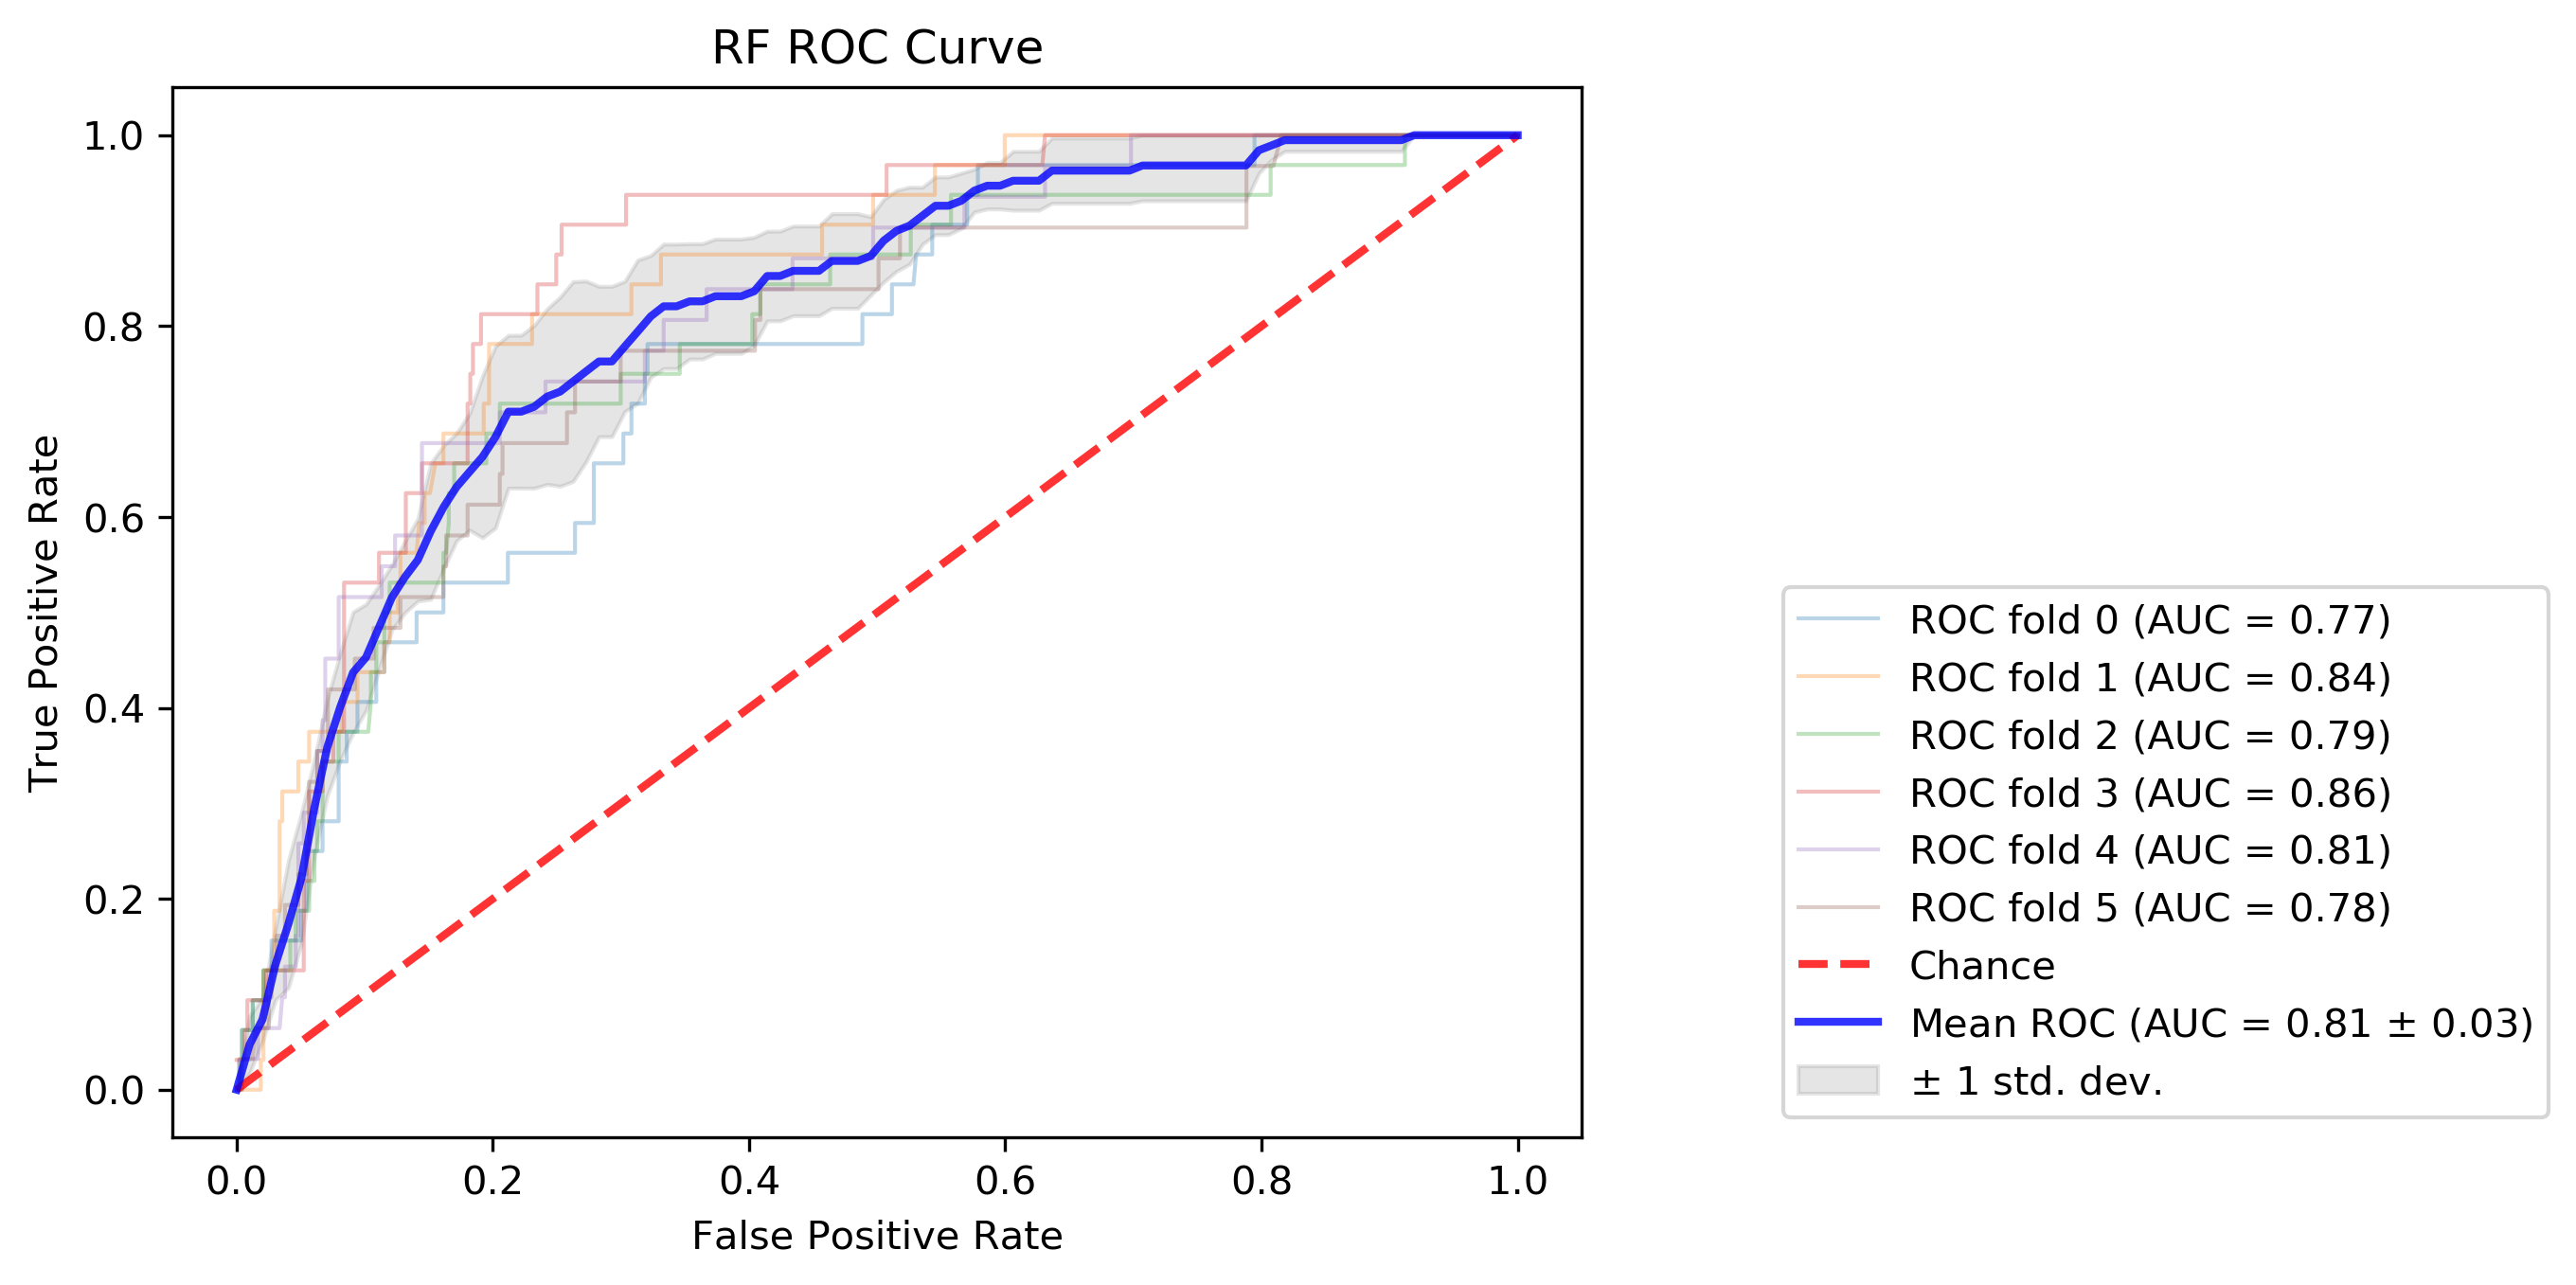 RF ROC Curve
True Positive Rate
1.0
0.8
0.6
0.4
0.2
0.0
0.0 0.2 0.4 0.6 0.8 1.0
False Positive Rate
ROC fold 0 (AUC = 0.77)
ROC fold 1 (AUC = 0.84)
ROC fold 2 (AUC = 0.79)
ROC fold 3 (AUC = 0.86)
ROC fold 4 (AUC = 0.81)
ROC fold 5 (AUC = 0.78)
Chance
Mean ROC (AUC = 0.81 ± 0.03)
± 1 std. dev.